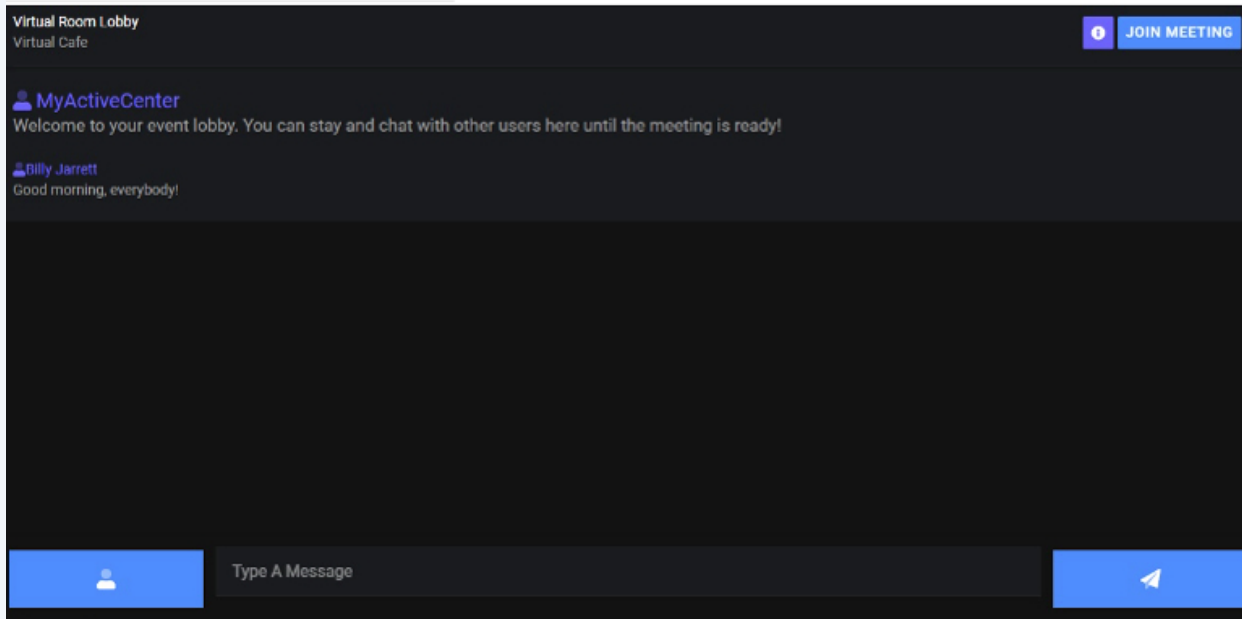 Virtual Room Lobby
Virtual Cafe
JOIN MEETING
MyActiveCenter
Welcome to your event lobby. You can stay and chat with other users here until the meeting is ready!
Billy Jarrett
Good morning, everybody!
Type A Message